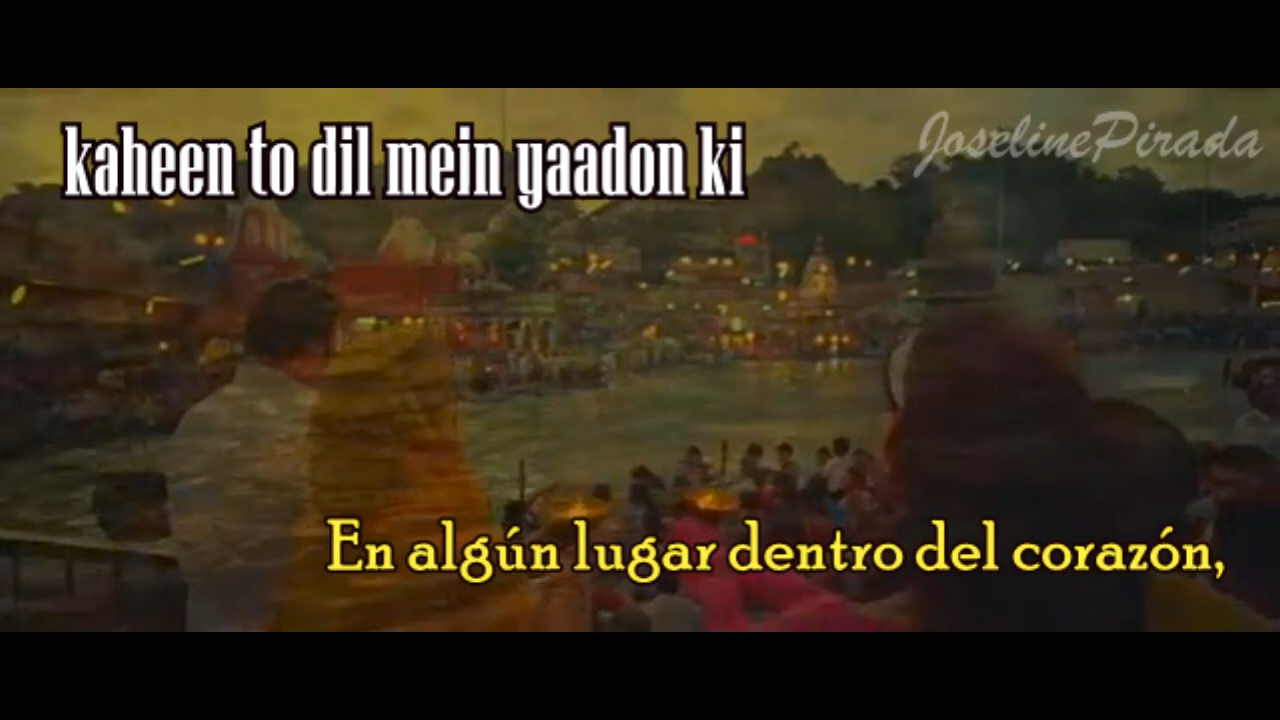 JoselinePirada
kaheen to dil mein yaadon ki
En algún lugar dentro del corazón,